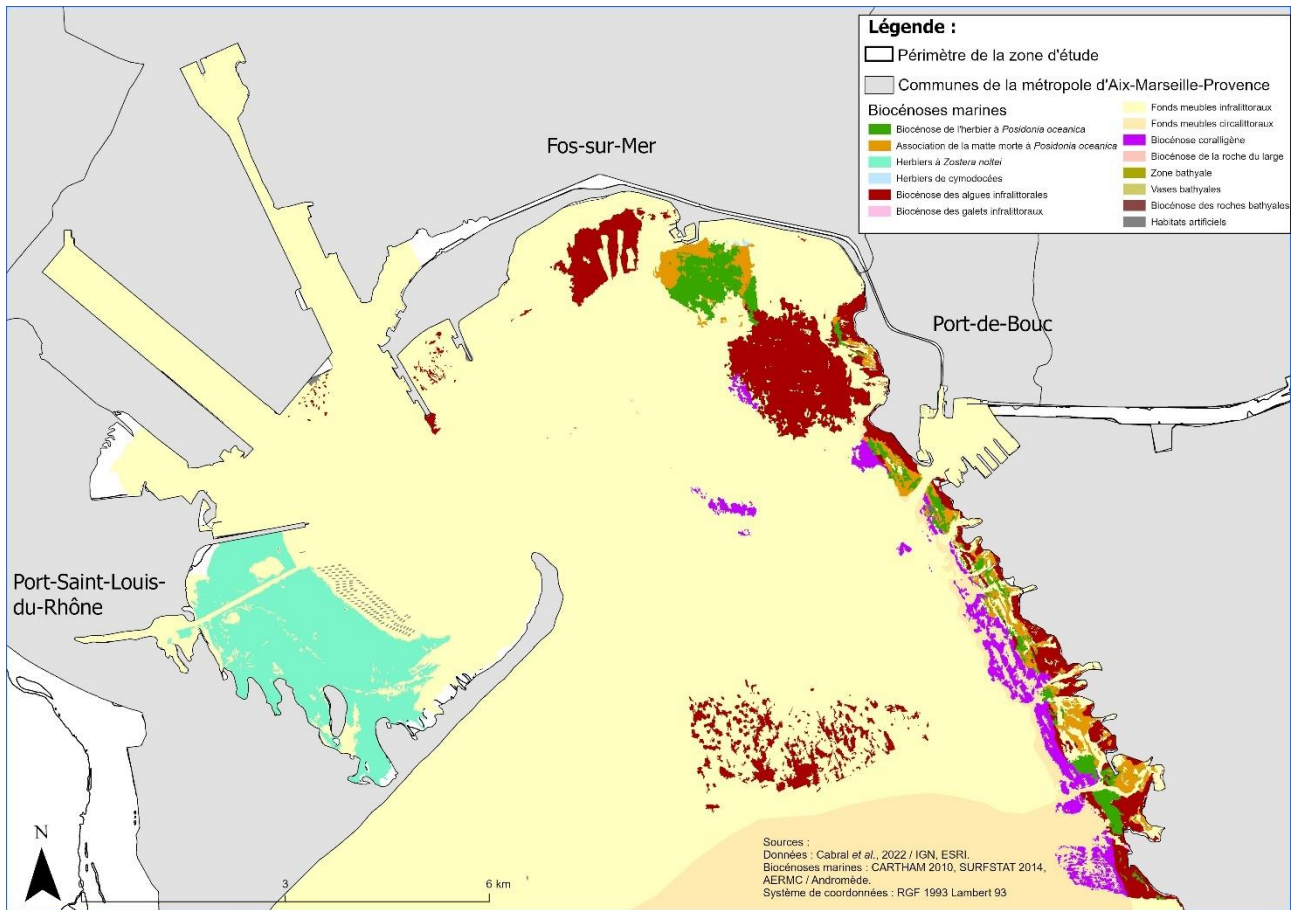 Légende :
Périmètre de la zone d'étude
Communes de la métropole d'Aix-Marseille-Provence
Biocénoses marines
Biocénose de l'herbier à Posidonia oceanica
Association de la matte morte à Posidonia oceanica
Herbiers à Zostera noltei
Herbiers de cymodocées
Biocénose des algues infralittorales
Biocénose des galets infralittoraux
Fonds meubles infralittoraux
Fonds meubles circalittoraux
Biocénose coralligène
Biocénose de la roche du large
Zone bathyale
Vases bathyales
Biocénose des roches bathyales
Habitats artificiels
Fos-sur-Mer
Port-de-Bouc
Port-Saint-Louis-
du-Rhône
N
3
6 km
Sources :
Données : Cabral et al., 2022 / IGN, ESRI.
Biocénoses marines : CARTHAM 2010, SURFSTAT 2014,
AERMC / Andromède.
Système de coordonnées : RGF 1993 Lambert 93